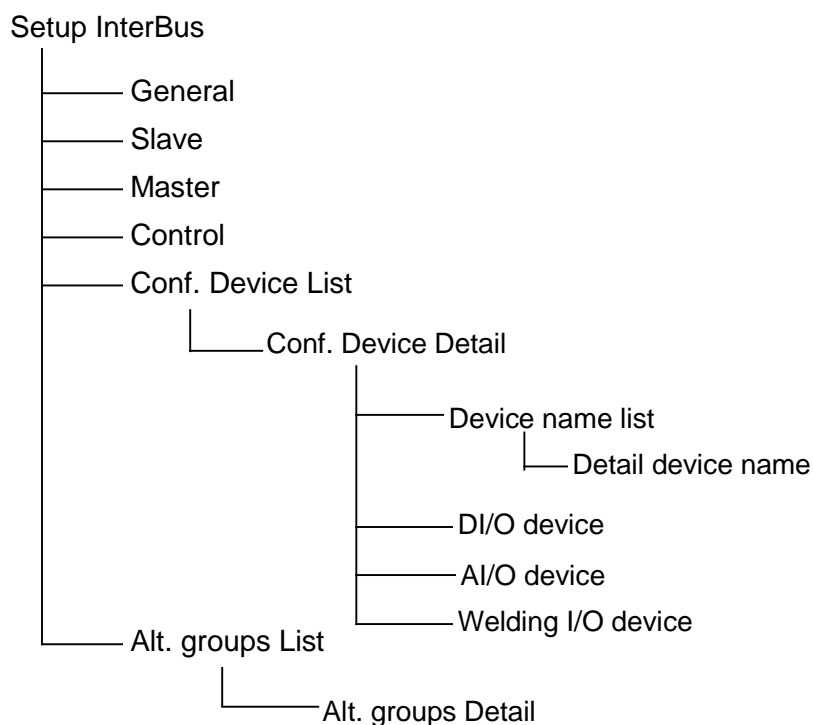 Setup InterBus
General
Slave
Master
Control
Conf. Device List
Conf. Device Detail
Device name list
Detail device name
DI/O device
AI/O device
Welding I/O device
Alt. groups List
Alt. groups Detail